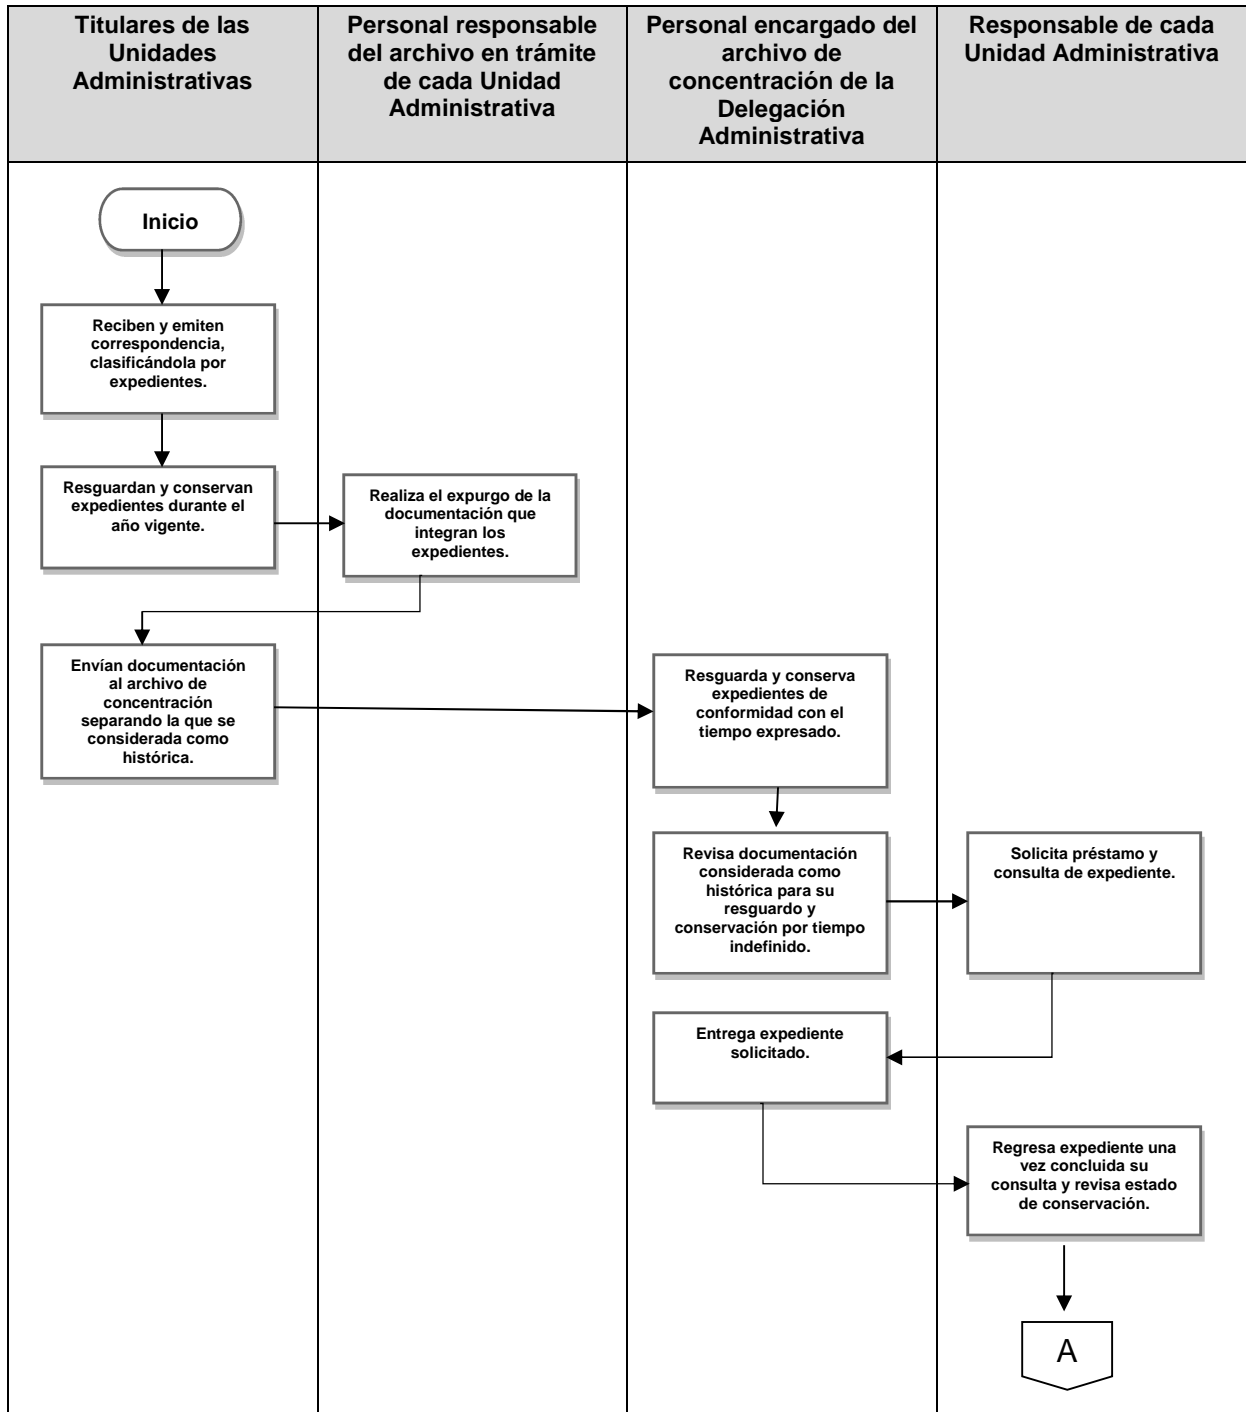 Titulares de las
Unidades
Administrativas
Personal responsable
del archivo en trámite
de cada Unidad
Administrativa
Personal encargado del
archivo de
concentración de la
Delegación
Administrativa
Responsable de cada
Unidad Administrativa
Inicio
Reciben y emiten
correspondencia,
clasificándola por
expedientes.
Resguardan y conservan
expedientes durante el
año vigente.
Realiza el expurgo de la
documentación que
integran los
expedientes.
Envían documentación
al archivo de
concentración
separando la que se
considerada como
histórica.
Resguarda y conserva
expedientes de
conformidad con el
tiempo expresado.
Revisa documentación
considerada como
histórica para su
resguardo y
conservación por tiempo
indefinido.
Solicita préstamo y
consulta de expediente.
Entrega expediente
solicitado.
Regresa expediente una
vez concluida su
consulta y revisa estado
de conservación.
A